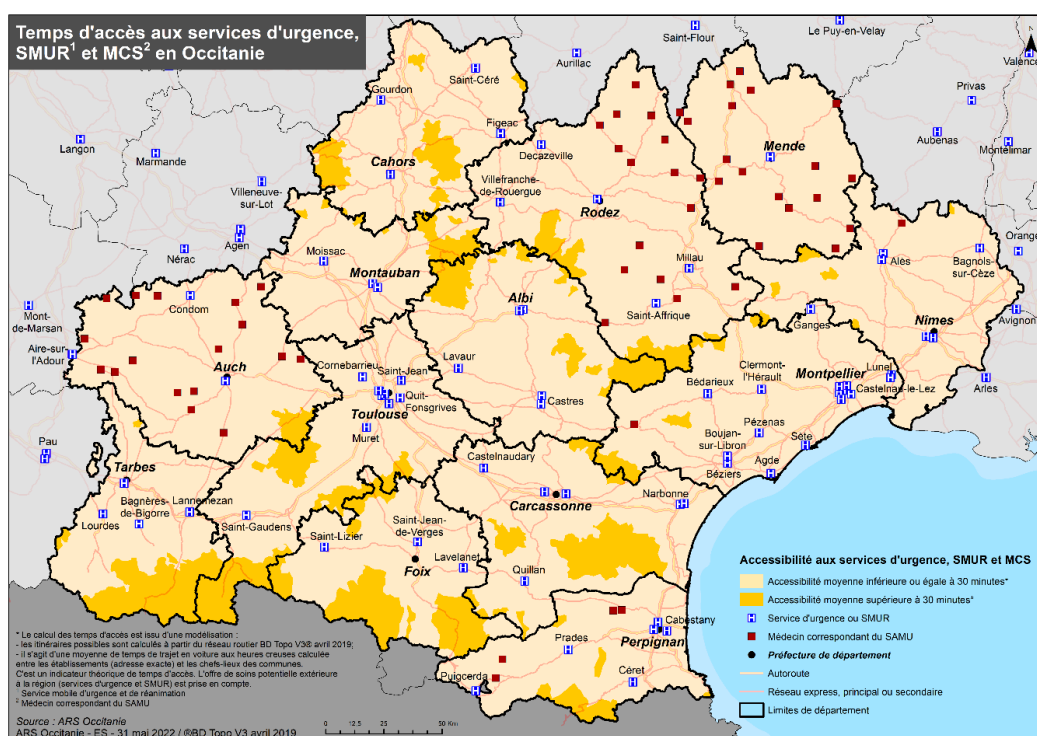 Temps d'accès aux services d'urgence,
SMUR¹ et MCS² en Occitanie
Le Puy-en-Velay
Saint-Flour
Aurillac
Valence
Privas
Saint-Céré
Gourdon
Figeac
Aubenas
Montélimar
Langon
Marmande
Cahors
Decazeville
Mende
Villeneuve-
sur-Lot
Villefranche-
de-Rouergue
Rodez
Agen
Nérac
Moissac
Montauban
Millau
Alès
Bagnols-
sur-Cèze
Orange
Mont-
de-Marsan
Condom
Albi
Saint-Affrique
Ganges
Nîmes
Avignon
Aire-sur-
l'Adour
Auch
Cornebarieu
Saint-Jean
Lavaur
Clermont-
l'Hérault
Montpellier
Lunel
Castelnau-le-Lez
Arles
Bédarieux
Quit-
Fonsgrives
Toulouse
Castres
Muret
Pézenas
Boujan-
sur-Libron
Sète
Pau
Béziers
Agde
Castelnaudary
Tarbes
Bagnères-
de-Bigorre
Lannemezan
Lourdes
Carcassonne
Narbonne
Saint-Gaudens
Saint-Jean-
de-Verges
Saint-Lizier
Foix
Lavelanet
Quillan
Cabestany
Perpignan
Prades
Puigcerda
Céret
Accessibilité aux services d'urgence, SMUR et MCS
Accessibilité moyenne inférieure ou égale à 30 minutes*
Accessibilité moyenne supérieure à 30 minutes*
Service d'urgence ou SMUR
Médecin correspondant du SAMU
Préfecture de département
Autoroute
Réseau express, principal ou secondaire
Limites de département
* Le calcul des temps d'accès est issu d'une modélisation :
- les itinéraires possibles sont calculés à partir du réseau routier BD Topo V3® avril 2019;
- il s'agit d'une moyenne de temps de trajet en voiture aux heures creuses calculée
entre les établissements (adresse exacte) et les chefs-lieux des communes.
C'est un indicateur théorique de temps d'accès. L'offre de soins potentielle extérieure
à la région (services d'urgence et SMUR) est prise en compte.
¹ Service mobile d'urgence et de réanimation
² Médecin correspondant du SAMU
Source : ARS Occitanie
ARS Occitanie - ES - 31 mai 2022 / ®BD Topo V3 avril 2019
0 12.5 25 50 Km
N